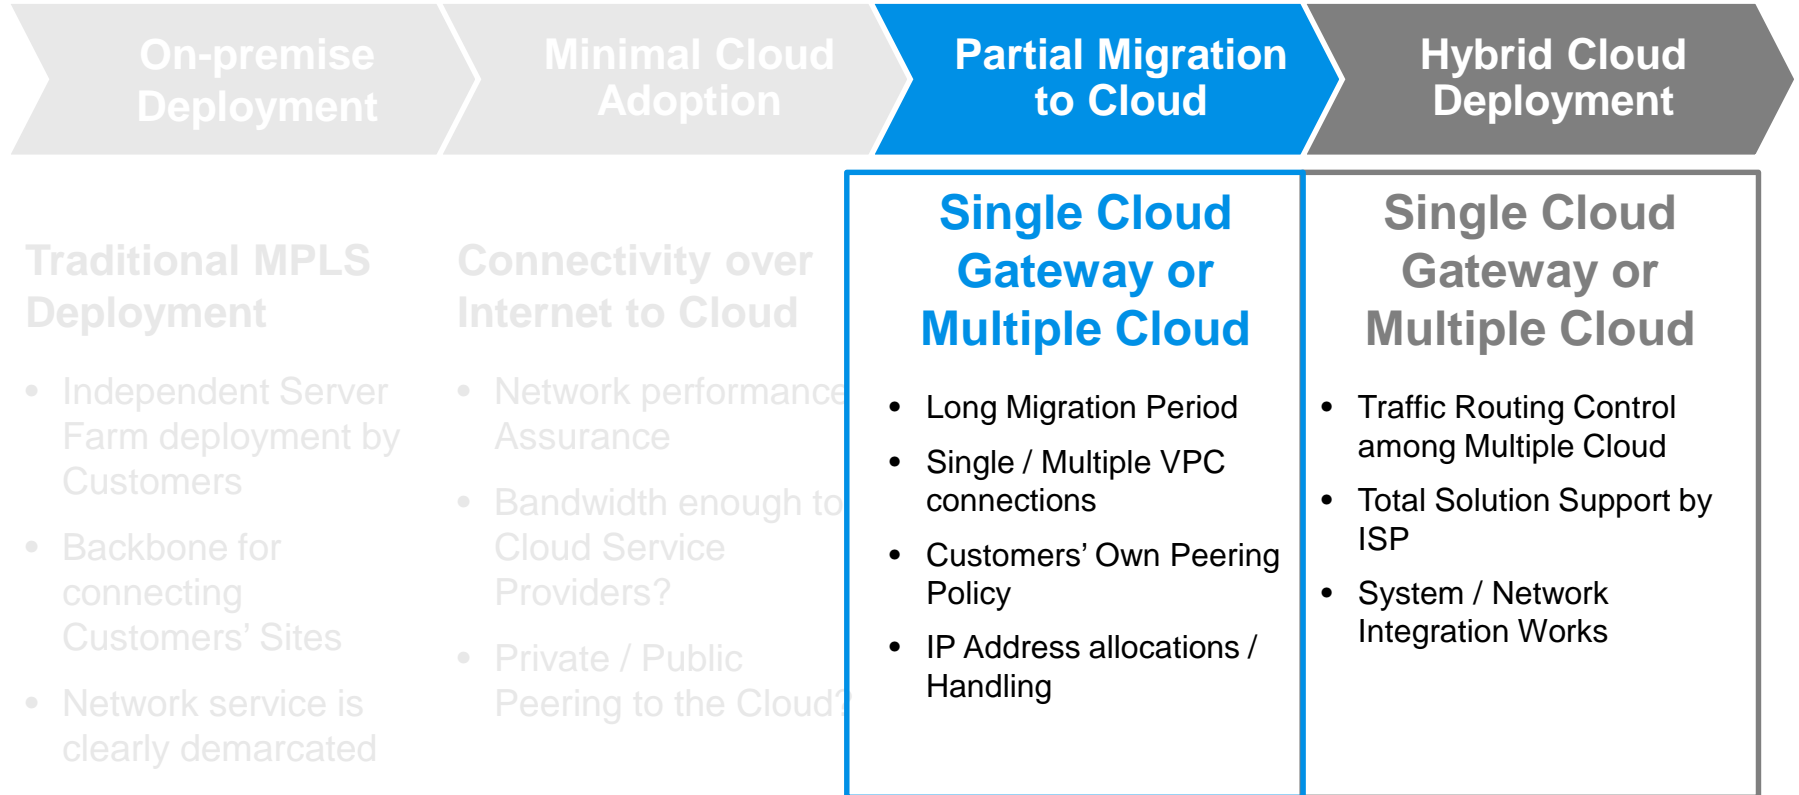 On-premise
Deployment
Minimal Cloud
Adoption
Partial Migration
to Cloud
Hybrid Cloud
Deployment
Traditional MPLS
Deployment
• Independent Server
Farm deployment by
Customers
• Backbone for
connecting
Customers’ Sites
• Network service is
clearly demarcated
Connectivity over
Internet to Cloud
• Network performance
Assurance
• Bandwidth enough to
Cloud Service
Providers?
• Private / Public
Peering to the Cloud?
Single Cloud
Gateway or
Multiple Cloud
• Long Migration Period
• Single / Multiple VPC
connections
• Customers’ Own Peering
Policy
• IP Address allocations /
Handling
Single Cloud
Gateway or
Multiple Cloud
• Traffic Routing Control
among Multiple Cloud
• Total Solution Support by
ISP
• System / Network
Integration Works